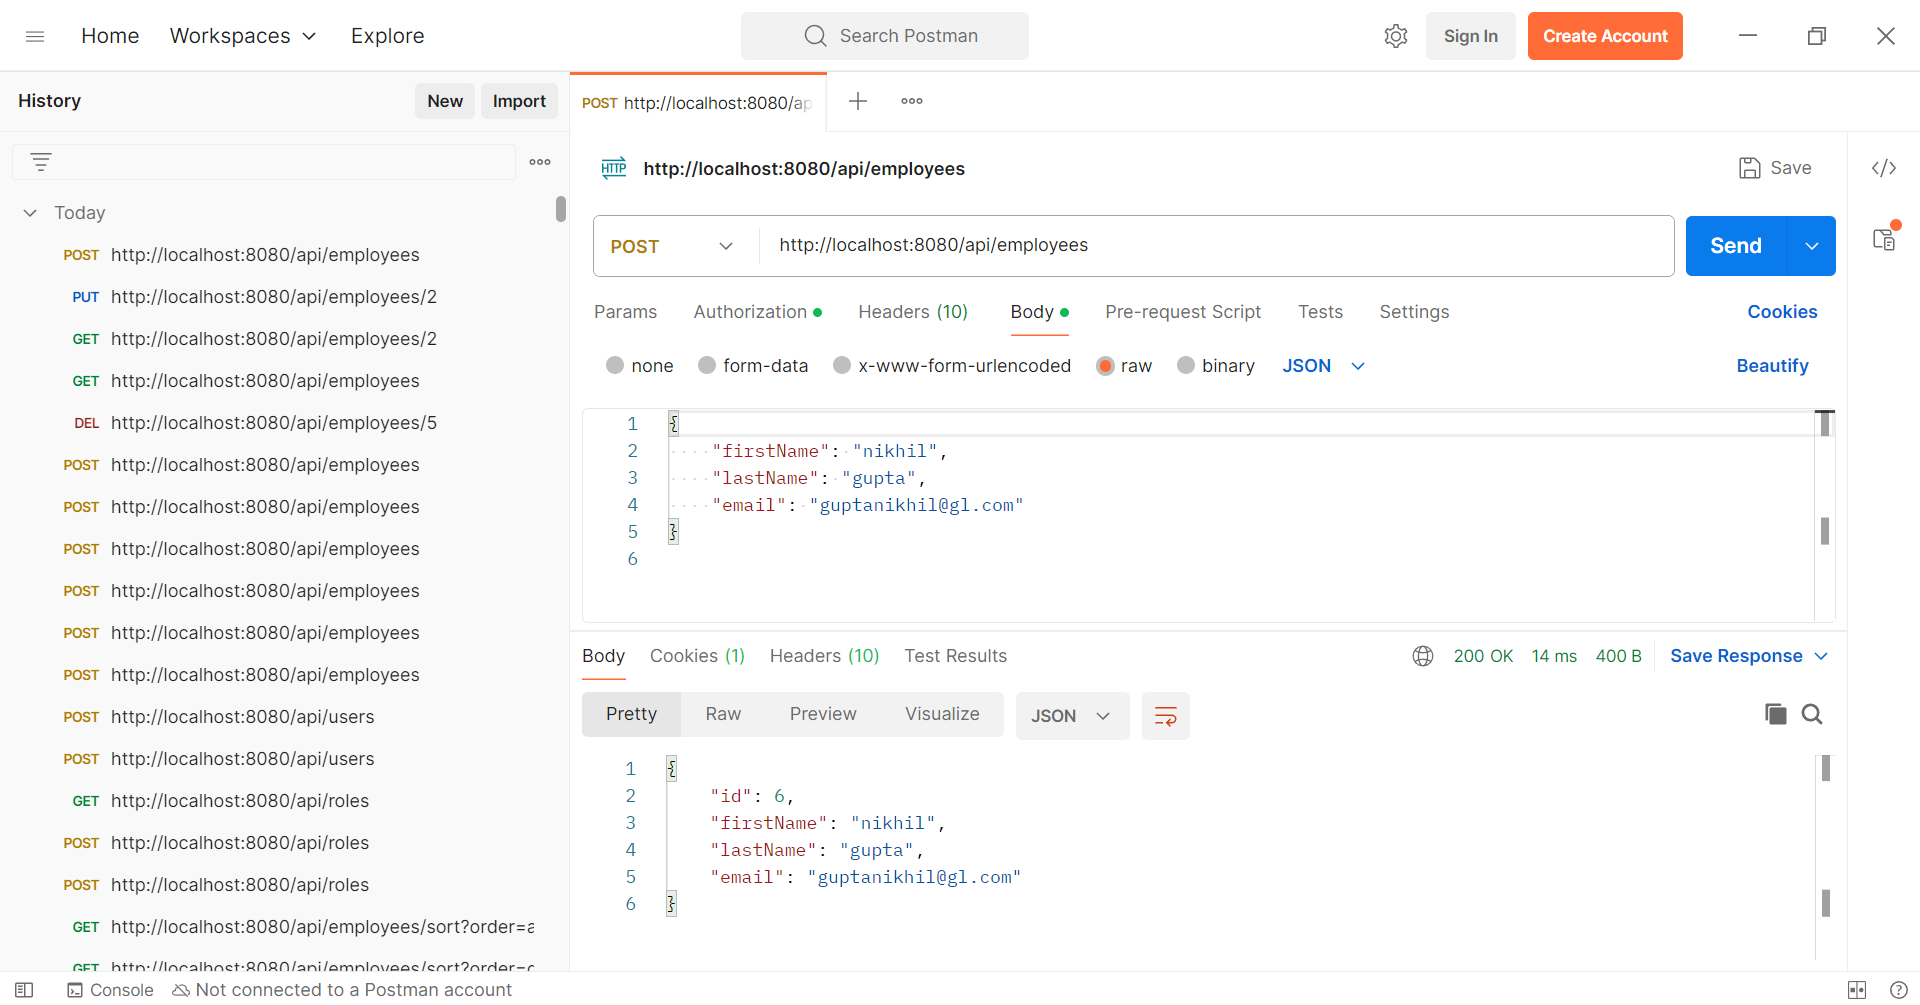 Home Workspaces Explore Search Postman Sign In Create Account
History New Import
POST http://localhost:8080/ap
HTTP http://localhost:8080/api/employees Save </>
Today
POST http://localhost:8080/api/employees
PUT http://localhost:8080/api/employees/2
GET http://localhost:8080/api/employees/2
GET http://localhost:8080/api/employees
DEL http://localhost:8080/api/employees/5
POST http://localhost:8080/api/employees
POST http://localhost:8080/api/employees
POST http://localhost:8080/api/employees
POST http://localhost:8080/api/employees
POST http://localhost:8080/api/employees
POST http://localhost:8080/api/employees
POST http://localhost:8080/api/users
POST http://localhost:8080/api/users
GET http://localhost:8080/api/roles
POST http://localhost:8080/api/roles
POST http://localhost:8080/api/roles
GET http://localhost:8080/api/employees/sort?order=a
GET http://localhost:8080/api/employees/sort?order=
POST http://localhost:8080/api/employees Send
Params Authorization Headers (10) Body Pre-request Script Tests Settings Cookies
none form-data x-www-form-urlencoded raw binary JSON Beautify
1 {
2 "firstName": "nikhil",
3 "lastName": "gupta",
4 "email": "guptanikhil@gl.com"
5 }
6
Body Cookies (1) Headers (10) Test Results 200 OK 14 ms 400 B Save Response
Pretty Raw Preview Visualize JSON
1 {
2 "id": 6,
3 "firstName": "nikhil",
4 "lastName": "gupta",
5 "email": "guptanikhil@gl.com"
6 }
Console Not connected to a Postman account